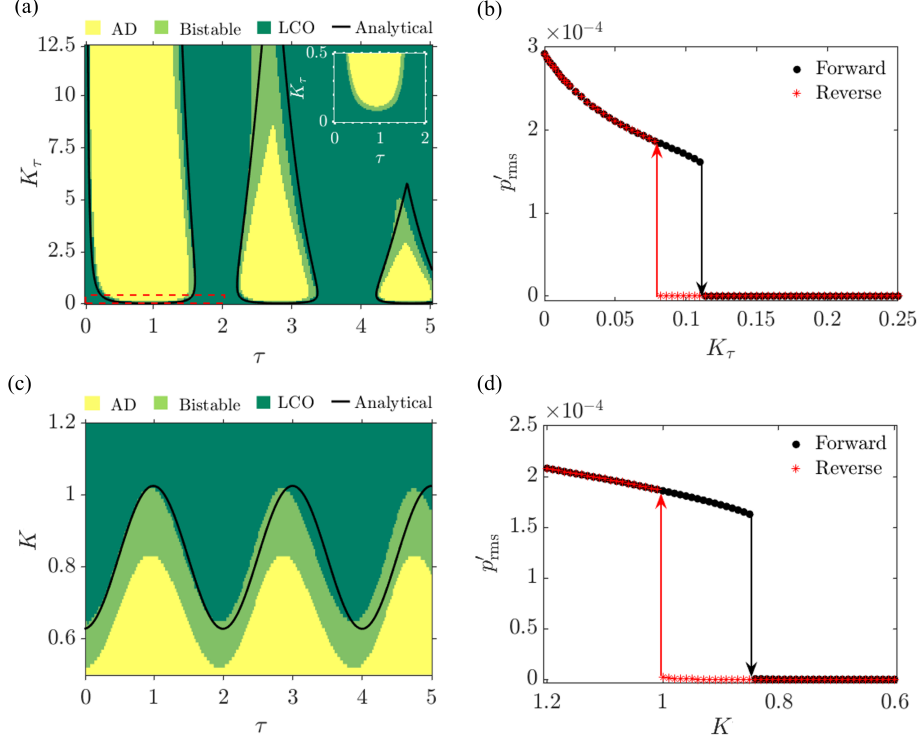 (a)
AD Bistable LCO Analytical
12.5
10
7.5
5
2.5
0
K_τ
0 1 2 3 4 5
τ
0.5
0
K_τ
0 1 2
τ
(b)
×10⁻⁴
Forward
Reverse
3
2
1
0
p′rms
0 0.05 0.1 0.15 0.2 0.25
K_τ
(c)
AD Bistable LCO Analytical
1.2
1
0.8
0.6
K
0 1 2 3 4 5
τ
(d)
×10⁻⁴
Forward
Reverse
2.5
2
1.5
1
0.5
0
p′rms
1.2 1 0.8 0.6
K